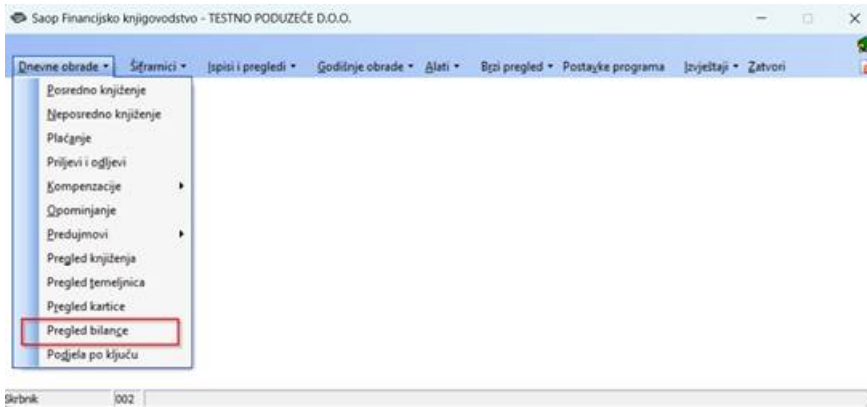 Saop Financijsko knjigovodstvo - TESTNO PODUZEĆE D.O.O.
Dnevne obrade Šifrarnici Ispisi i pregledi Godišnje obrade Alati Brzi pregled Postavke programa Izvještaji Zatvori
Posredno knjiženje
Neposredno knjiženje
Plaćanje
Priljevi i odljevi
Kompenzacije
Opominjanje
Predujmovi
Pregled knjiženja
Pregled temeljnica
Pregled kartice
Pregled bilance
Podjela po ključu
Skrbnik 002